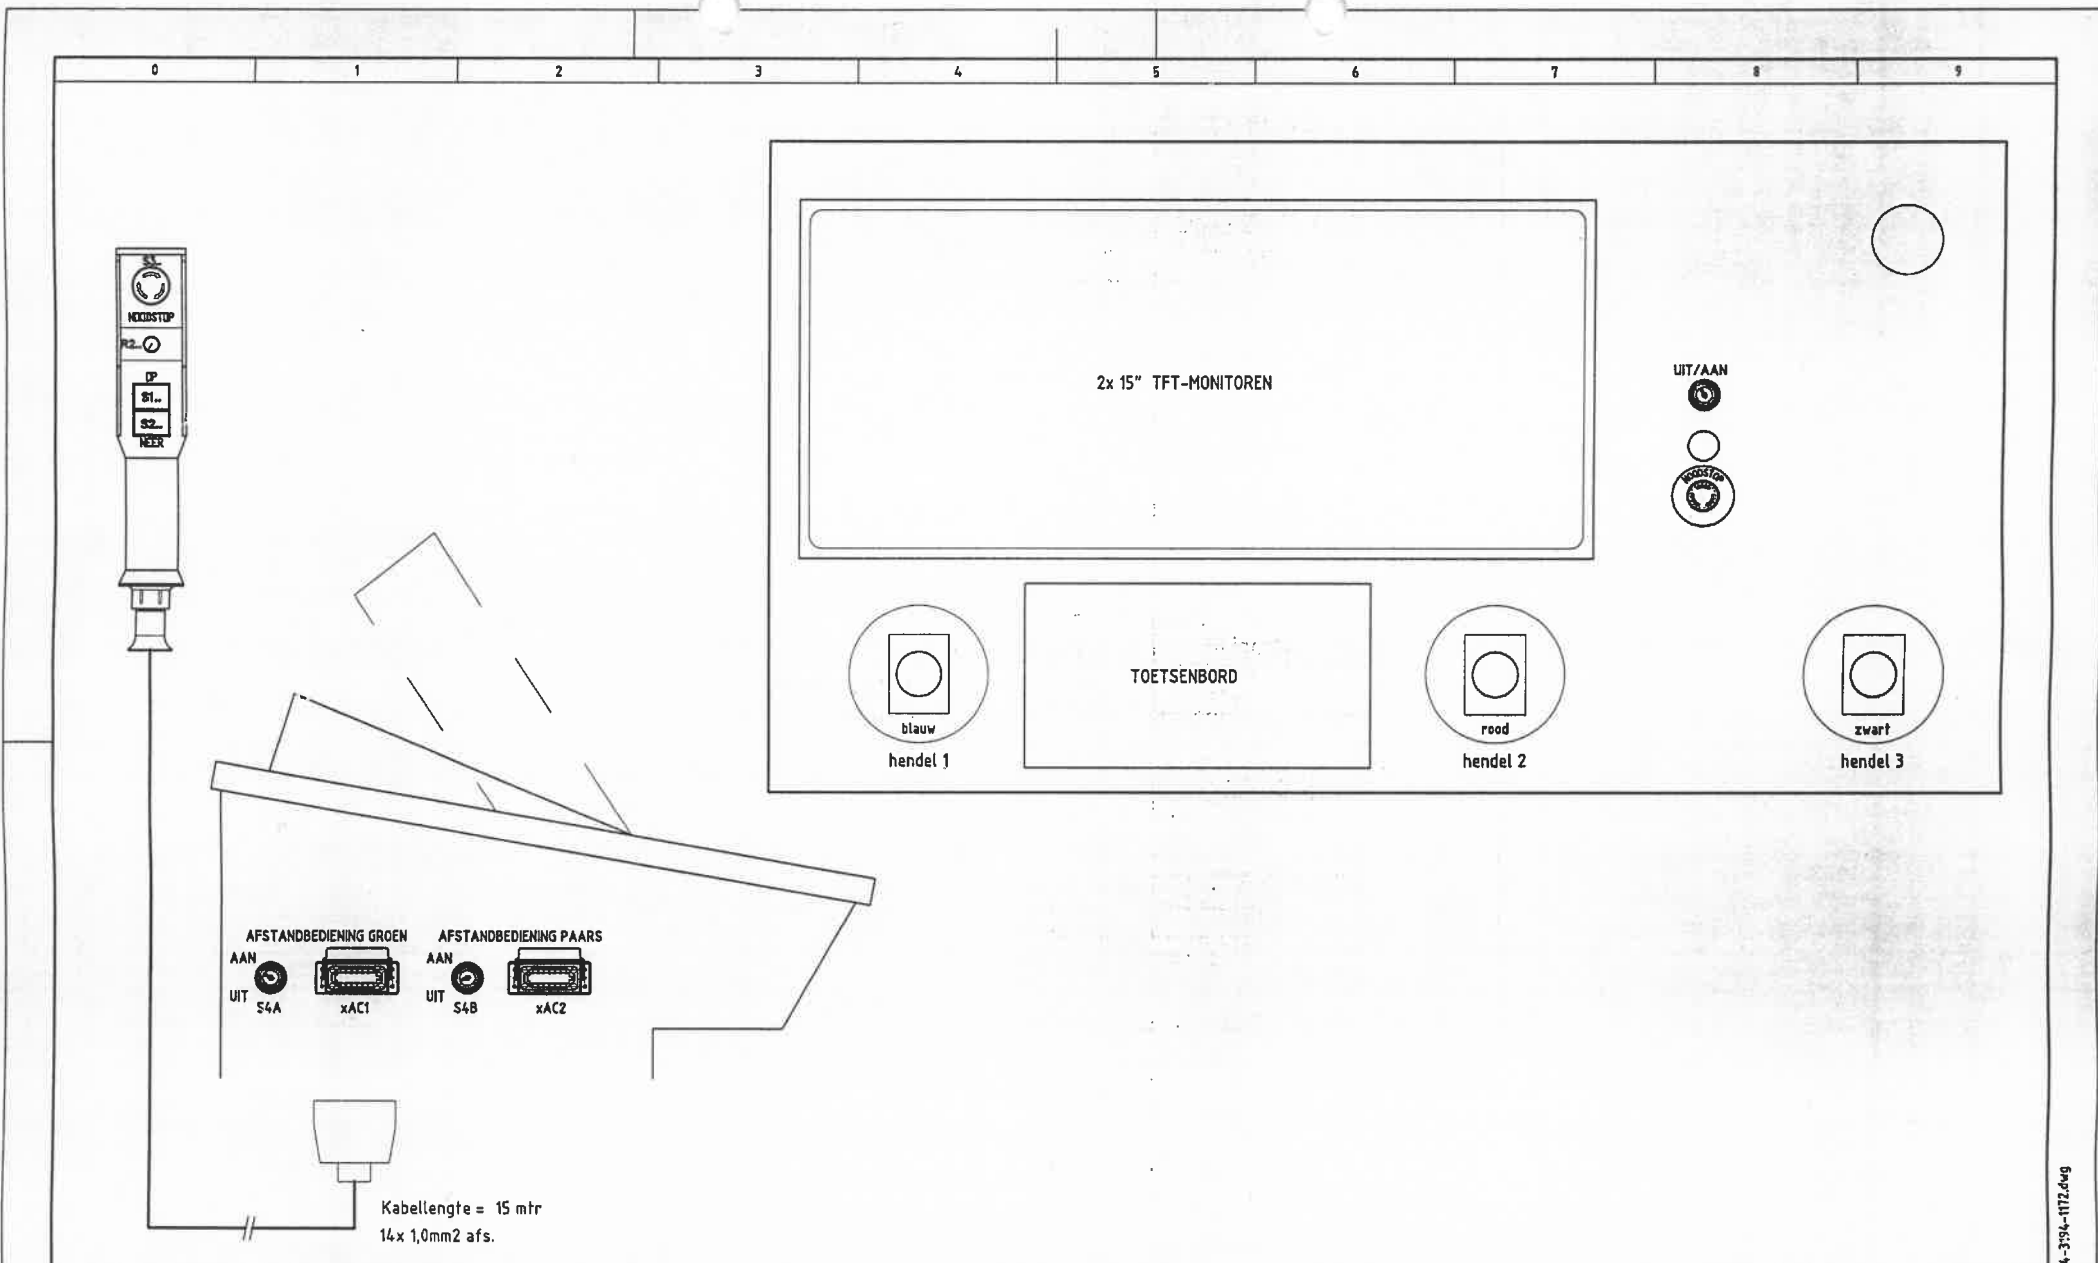 0 1 2 3 4 5 6 7 8 9
S3..
NOODSTOP
R2..
OP
S1..
S2..
NEER
2x 15" TFT-MONITOREN
UIT/AAN
NOODSTOP
TOETSENBORD
blauw
hendel 1
rood
hendel 2
zwart
hendel 3
AFSTANDBEDIENING GROEN
AAN
UIT
S4A
xAC1
AFSTANDBEDIENING PAARS
AAN
UIT
S4B
xAC2
Kabellengte = 15 mtr
14x 1,0mm2 afs.
4-3194-1172.dwg